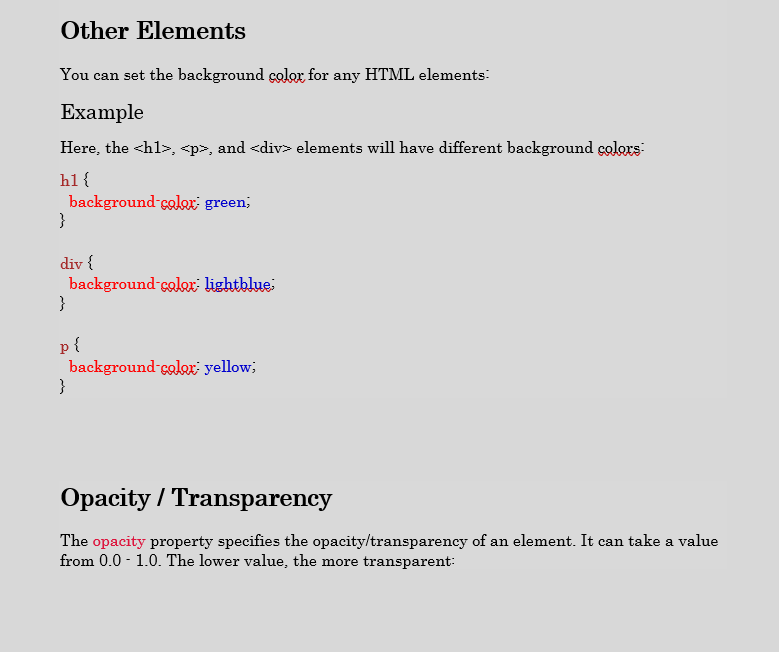 Other Elements
You can set the background color for any HTML elements:
Example
Here, the <h1>, <p>, and <div> elements will have different background colors:
h1 {
background-color: green;
}
div {
background-color: lightblue;
}
p {
background-color: yellow;
}
Opacity / Transparency
The opacity property specifies the opacity/transparency of an element. It can take a value
from 0.0 - 1.0. The lower value, the more transparent: